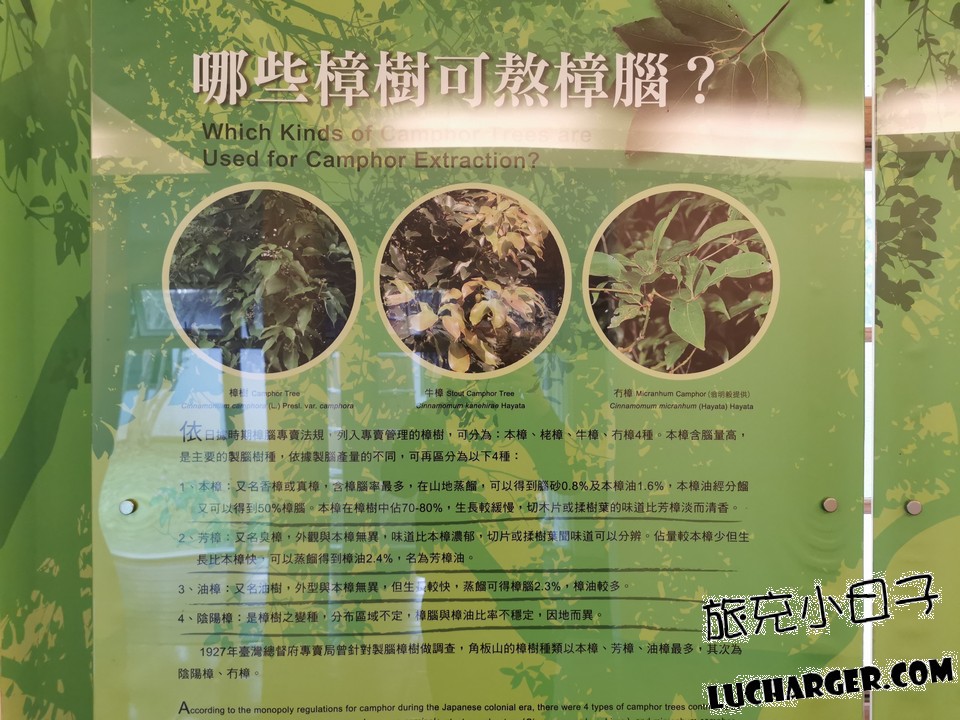 哪些樟樹可熬樟腦？
Which Kinds of Camphor Trees are
Used for Camphor Extraction?
樟樹 Camphor Tree
Cinnamomum camphora (L.) Presl. var. camphora
牛樟 Stout Camphor Tree
Cinnamomum kanehirae Hayata
冇樟 Micranhum Camphor (翁明毅提供)
Cinnamomum micranhum (Hayata) Hayata
依日據時期樟腦專賣法規，列入專賣管理的樟樹，可分為：本樟、栳樟、牛樟、冇樟4種。本樟含腦量高，
是主要的製腦樹種，依據製腦產量的不同，可再區分為以下4種：
1、本樟：又名香樟或真樟，含樟腦率最多，在山地蒸餾，可以得到腦砂0.8%及本樟油1.6%，本樟油經分餾
又可以得到50%樟腦。本樟在樟樹中佔70-80%，生長較緩慢，切木片或揉樹葉的味道比芳樟淡而清香。
2、芳樟：又名臭樟，外觀與本樟無異，味道比本樟濃郁，切片或揉樹葉聞味道可以分辨。佔量較本樟少但生
長比本樟快，可以蒸餾得到樟油2.4%，名為芳樟油。
3、油樟：又名油樹，外型與本樟無異，但生長較快，蒸餾可得樟腦2.3%，樟油較多。
4、陰陽樟：是樟樹之變種，分布區域不定，樟腦與樟油比率不穩定，因地而異。
1927年臺灣總督府專賣局曾針對製腦樟樹做調查，角板山的樟樹種類以本樟、芳樟、油樟最多，其次為
陰陽樟、冇樟。
According to the monopoly regulations for camphor during the Japanese colonial era, there were 4 types of camphor trees
旅充小日子
LUCHARGER.COM